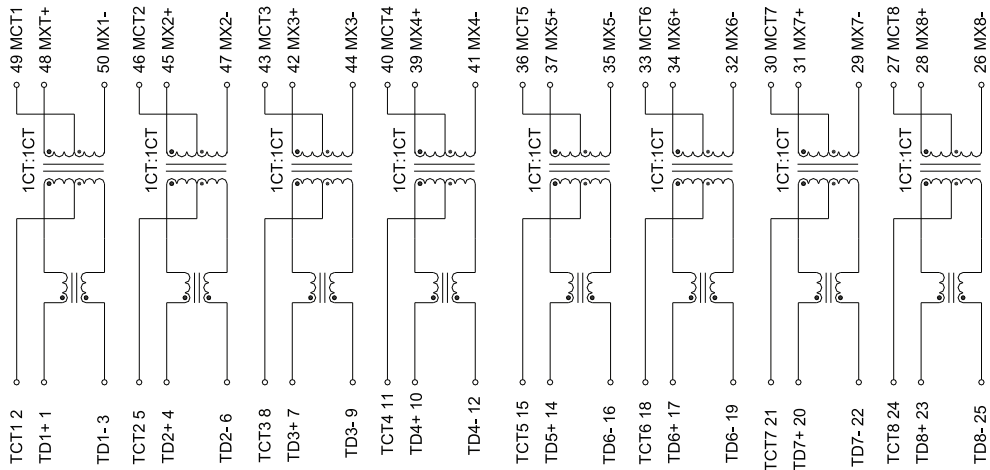 49 MCT1
48 MXT+
50 MX1-
46 MCT2
45 MX2+
47 MX2-
43 MCT3
42 MX3+
44 MX3-
40 MCT4
39 MX4+
41 MX4-
36 MCT5
37 MX5+
35 MX5-
33 MCT6
34 MX6+
32 MX6-
30 MCT7
31 MX7+
29 MX7-
27 MCT8
28 MX8+
26 MX8-
1CT:1CT
1CT:1CT
1CT:1CT
1CT:1CT
1CT:1CT
1CT:1CT
1CT:1CT
1CT:1CT
TCT1 2
TD1+ 1
TD1- 3
TCT2 5
TD2+ 4
TD2- 6
TCT3 8
TD3+ 7
TD3- 9
TCT4 11
TD4+ 10
TD4- 12
TCT5 15
TD5+ 14
TD6- 16
TCT6 18
TD6+ 17
TD6- 19
TCT7 21
TD7+ 20
TD7- 22
TCT8 24
TD8+ 23
TD8- 25